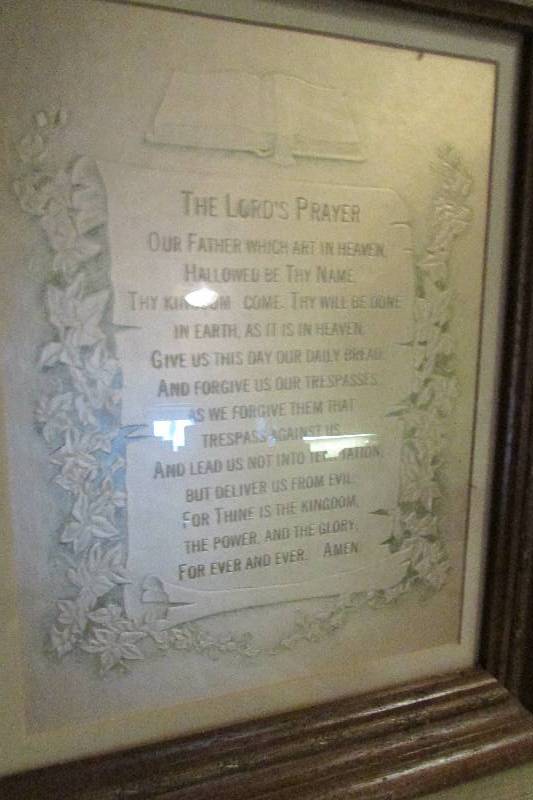 THE LORD'S PRAYER
OUR FATHER WHICH ART IN HEAVEN,
HALLOWED BE THY NAME.
THY KINGDOM COME. THY WILL BE DONE
IN EARTH, AS IT IS IN HEAVEN.
GIVE US THIS DAY OUR DAILY BREAD.
AND FORGIVE US OUR TRESPASSES,
AS WE FORGIVE THEM THAT
TRESPASS AGAINST US.
AND LEAD US NOT INTO TEMPTATION,
BUT DELIVER US FROM EVIL:
FOR THINE IS THE KINGDOM,
THE POWER, AND THE GLORY,
FOR EVER AND EVER. AMEN.